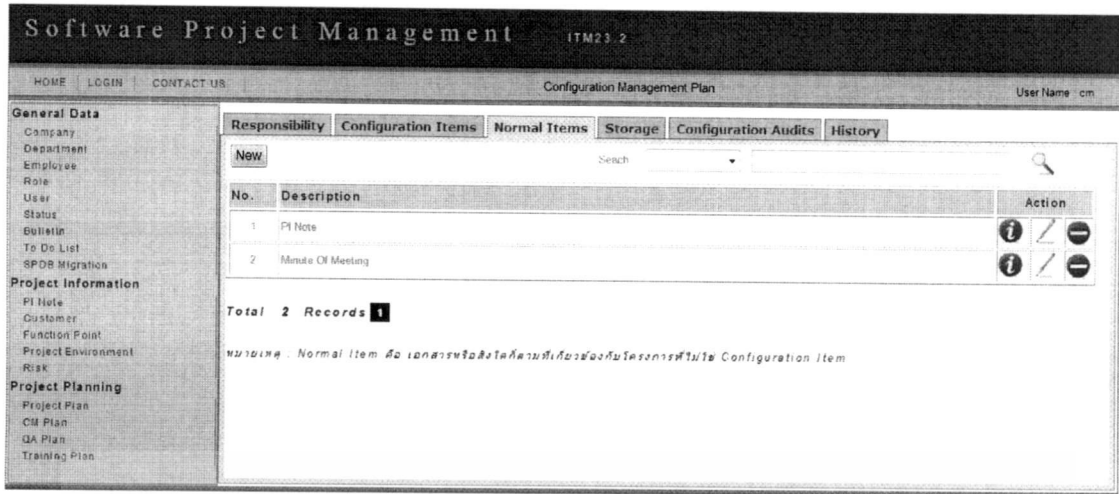 Software Project Management ITM23.2
HOME | LOGIN | CONTACT US Configuration Management Plan User Name cm
General Data
Company
Department
Employee
Role
User
Status
Bulletin
To Do List
SPDB Migration
Project Information
PI Note
Customer
Function Point
Project Environment
Risk
Project Planning
Project Plan
CM Plan
QA Plan
Training Plan
Responsibility Configuration Items Normal Items Storage Configuration Audits History
New Seach
No. Description Action
1 PI Note
2 Minute Of Meeting
Total 2 Records 1
หมายเหตุ : Normal Item คือ เอกสารหรือสิ่งใดก็ตามที่เกี่ยวข้องกับโครงการที่ไม่ใช่ Configuration Item